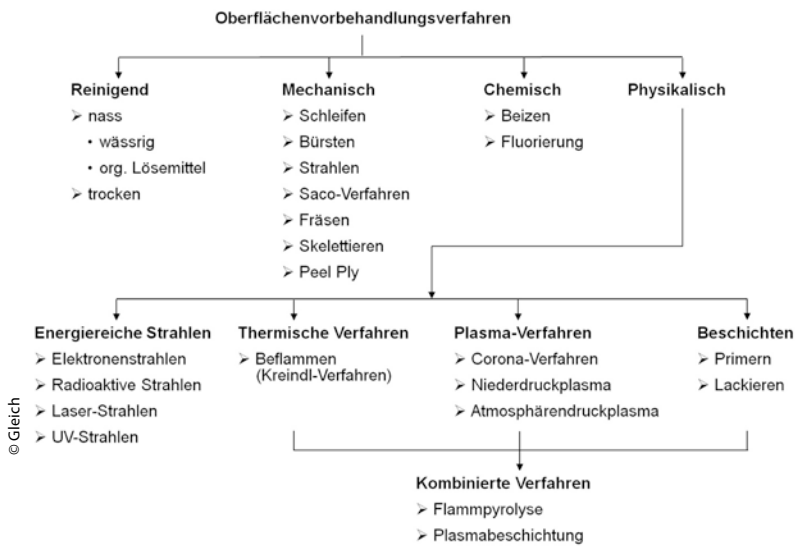 Oberflächenvorbehandlungsverfahren
Reinigend
➢ nass
• wässrig
• org. Lösemittel
➢ trocken
Mechanisch
➢ Schleifen
➢ Bürsten
➢ Strahlen
➢ Saco-Verfahren
➢ Fräsen
➢ Skelettieren
➢ Peel Ply
Chemisch
➢ Beizen
➢ Fluorierung
Physikalisch
Energiereiche Strahlen
➢ Elektronenstrahlen
➢ Radioaktive Strahlen
➢ Laser-Strahlen
➢ UV-Strahlen
Thermische Verfahren
➢ Beflammen
(Kreindl-Verfahren)
Plasma-Verfahren
➢ Corona-Verfahren
➢ Niederdruckplasma
➢ Atmosphärendruckplasma
Beschichten
➢ Primern
➢ Lackieren
Kombinierte Verfahren
➢ Flammpyrolyse
➢ Plasmabeschichtung
© Gleich